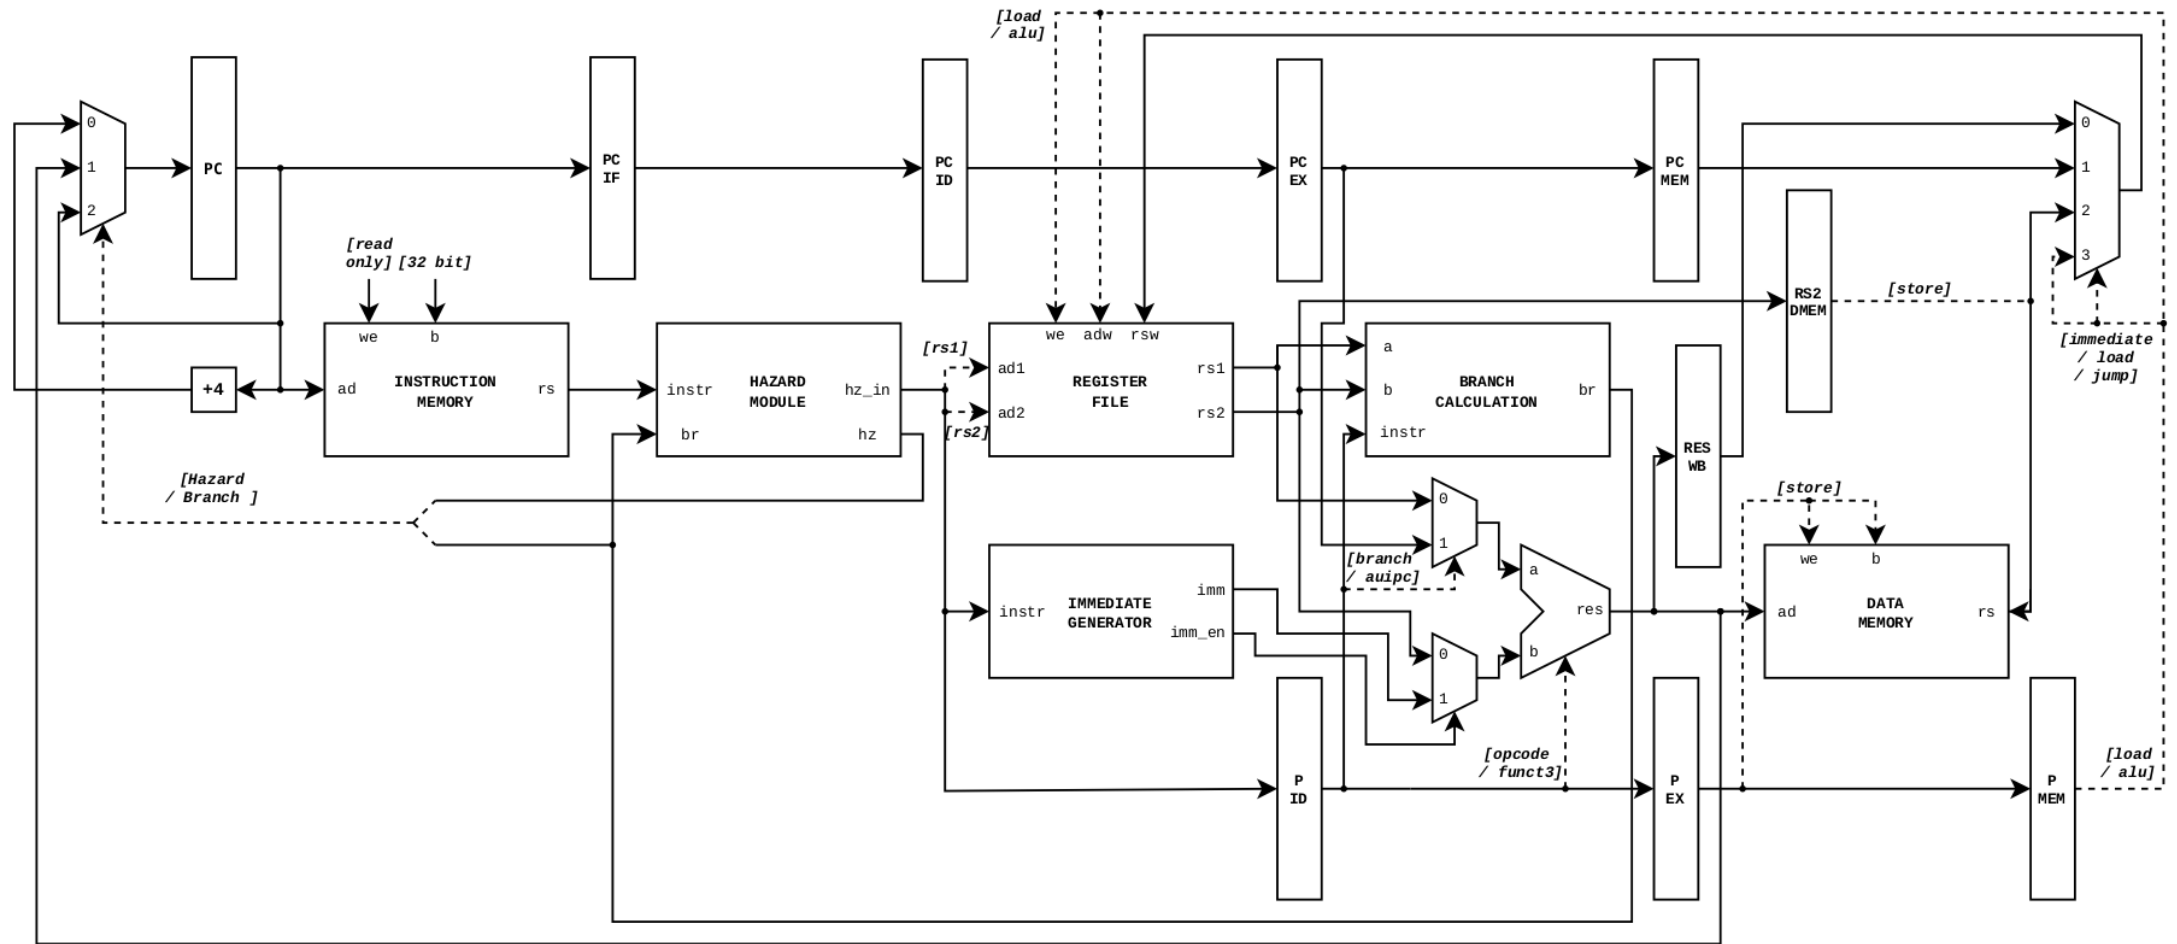 [load
/ alu]
0
1
2
PC
PC
IF
PC
ID
PC
EX
PC
MEM
0
1
2
3
[read
only]
[32 bit]
RS2
DMEM
[store]
we
b
we
adw
rsw
[immediate
/ load
/ jump]
+4
ad
INSTRUCTION
MEMORY
rs
instr
br
HAZARD
MODULE
hz_in
hz
[rs1]
[rs2]
ad1
ad2
REGISTER
FILE
rs1
rs2
a
b
instr
BRANCH
CALCULATION
br
RES
WB
[Hazard
/ Branch ]
[store]
0
1
[branch
/ auipc]
instr
IMMEDIATE
GENERATOR
imm
imm_en
0
1
a
b
res
we
b
ad
DATA
MEMORY
rs
P
ID
[opcode
/ funct3]
P
EX
P
MEM
[load
/ alu]